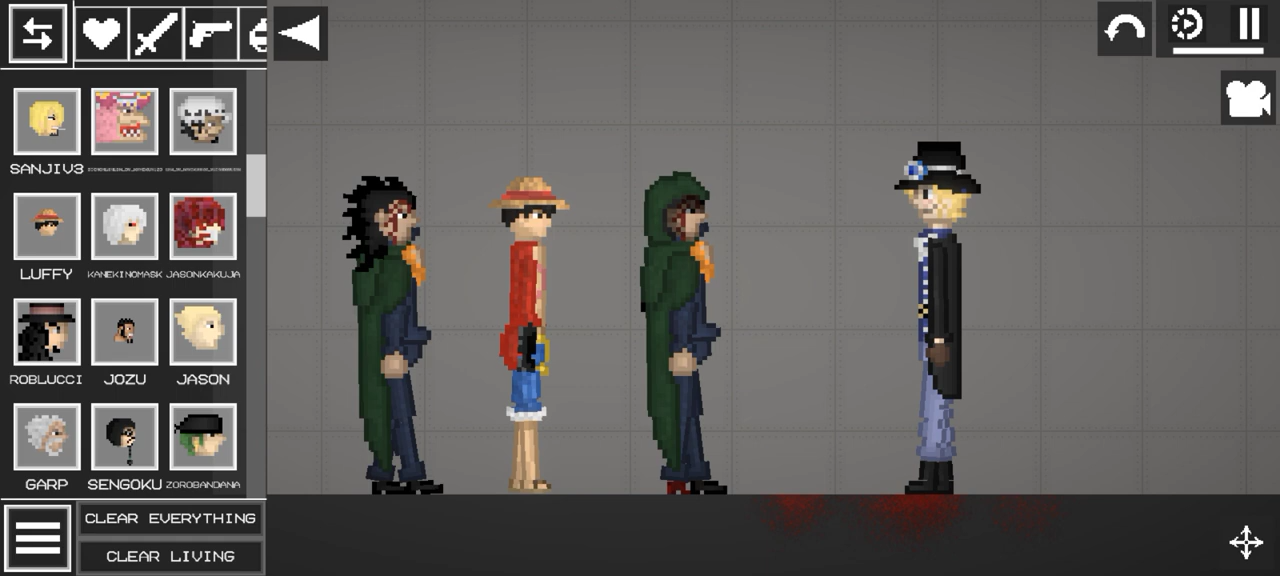 SANJIV3
LUFFY KANEKINOMASK JASONKAKUJA
ROBLUCCI JOZU JASON
GARP SENGOKU ZOROBANDANA
CLEAR EVERYTHING
CLEAR LIVING